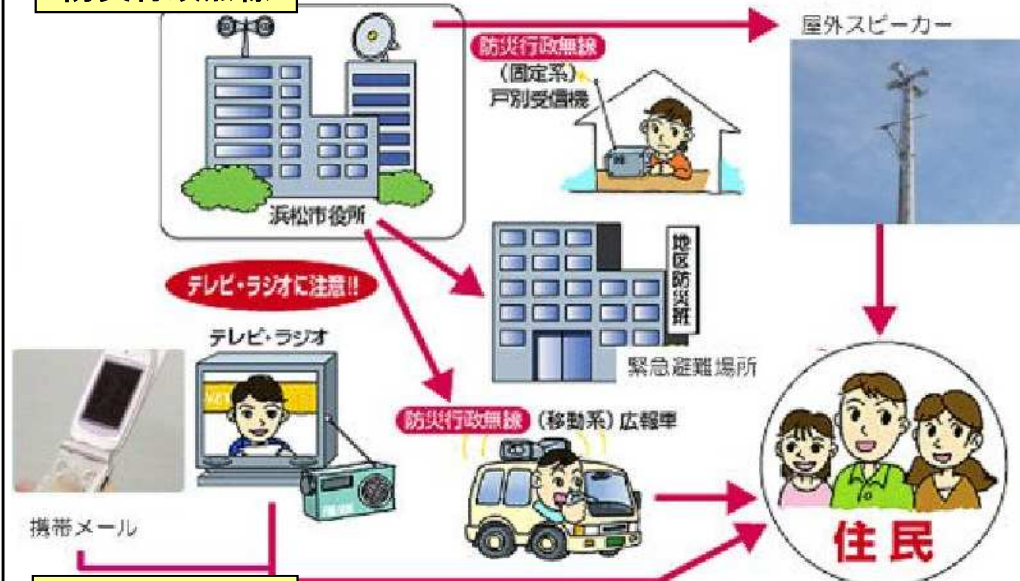 屋外スピーカー
防災行政無線
(固定系)
戸別受信機
浜松市役所
テレビ・ラジオに注意!!
地区防災班
緊急避難場所
テレビ・ラジオ
防災行政無線 (移動系) 広報車
携帯メール
住民